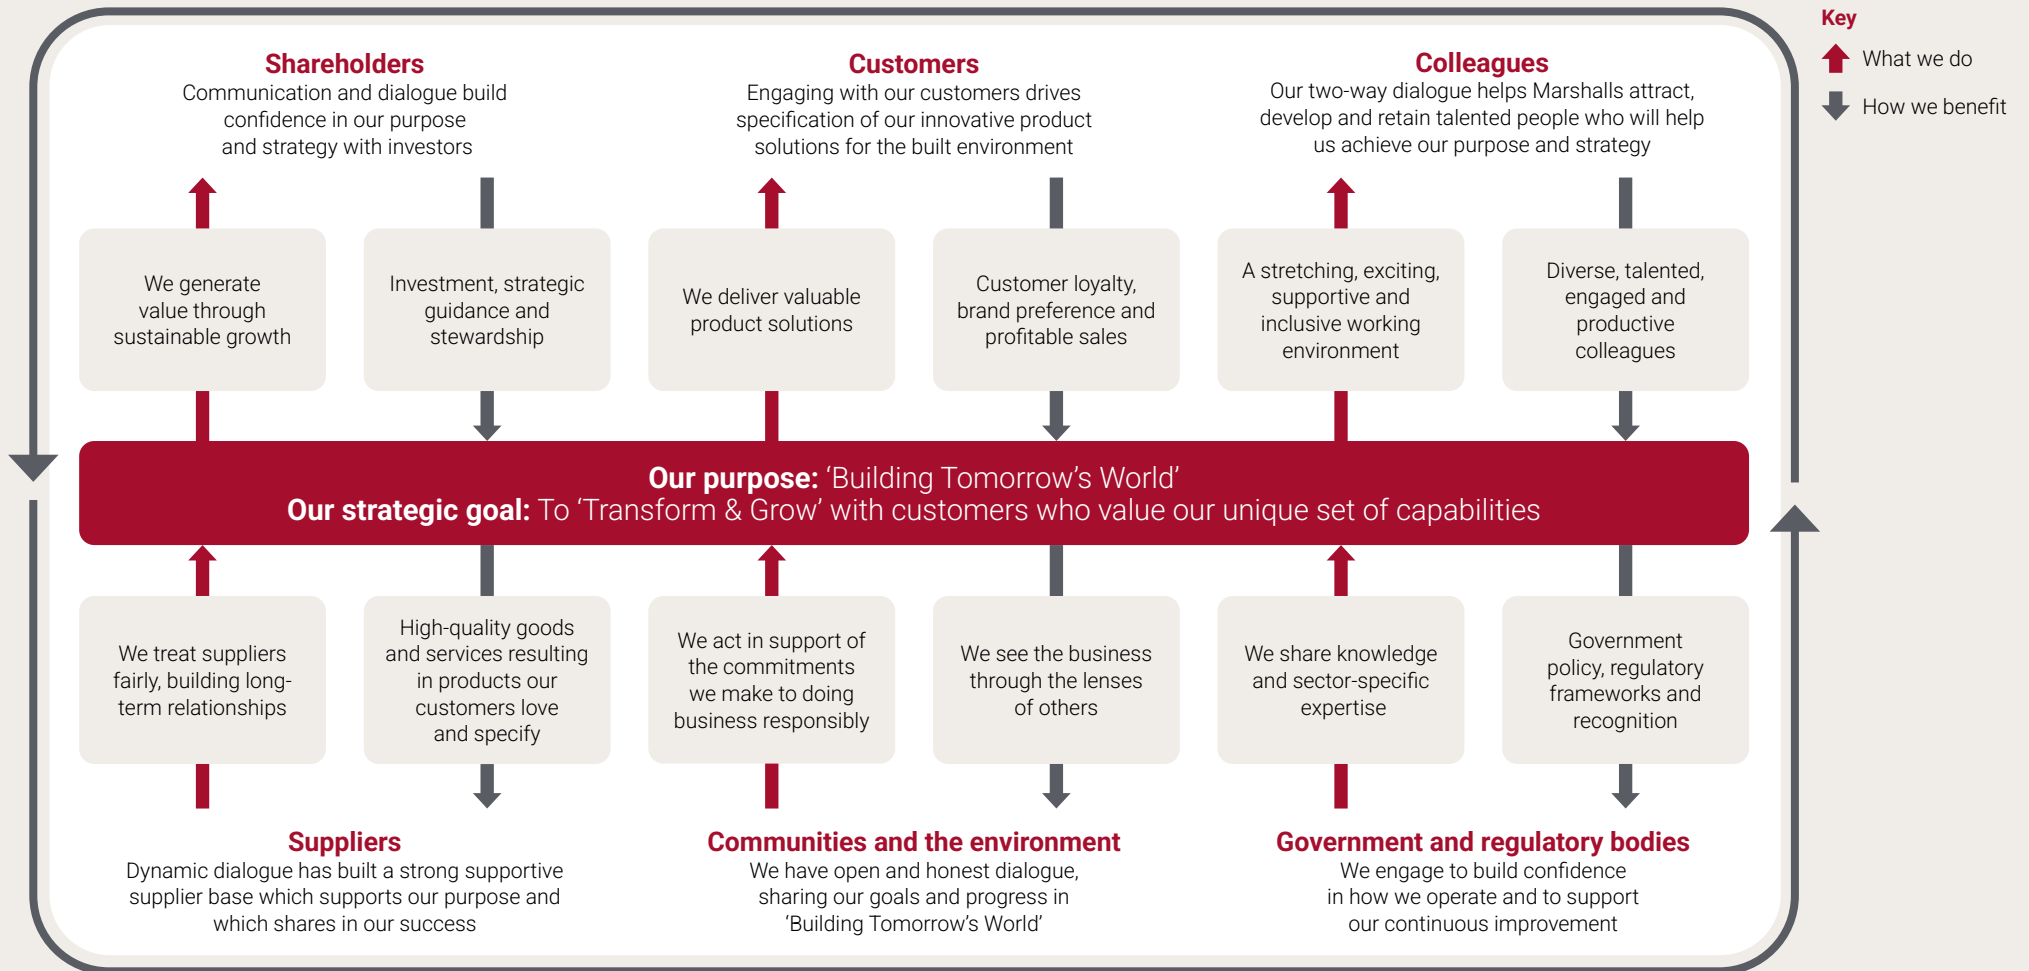 Key
What we do
How we benefit
Shareholders
Communication and dialogue build
confidence in our purpose
and strategy with investors
Customers
Engaging with our customers drives
specification of our innovative product
solutions for the built environment
Colleagues
Our two-way dialogue helps Marshalls attract,
develop and retain talented people who will help
us achieve our purpose and strategy
We generate
value through
sustainable growth
Investment, strategic
guidance and
stewardship
We deliver valuable
product solutions
Customer loyalty,
brand preference and
profitable sales
A stretching, exciting,
supportive and
inclusive working
environment
Diverse, talented,
engaged and
productive
colleagues
Our purpose: ‘Building Tomorrow’s World’
Our strategic goal: To ‘Transform & Grow’ with customers who value our unique set of capabilities
We treat suppliers
fairly, building long-
term relationships
High-quality goods
and services resulting
in products our
customers love
and specify
We act in support of
the commitments
we make to doing
business responsibly
We see the business
through the lenses
of others
We share knowledge
and sector-specific
expertise
Government
policy, regulatory
frameworks and
recognition
Suppliers
Dynamic dialogue has built a strong supportive
supplier base which supports our purpose and
which shares in our success
Communities and the environment
We have open and honest dialogue,
sharing our goals and progress in
‘Building Tomorrow’s World’
Government and regulatory bodies
We engage to build confidence
in how we operate and to support
our continuous improvement